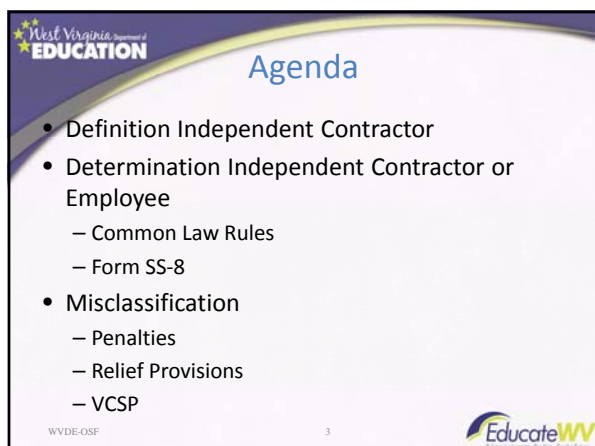 West Virginia Department of
EDUCATION
Agenda
• Definition Independent Contractor
• Determination Independent Contractor or
Employee
– Common Law Rules
– Form SS-8
• Misclassification
– Penalties
– Relief Provisions
– VCSP
WVDE-OSF
3
EducateWV